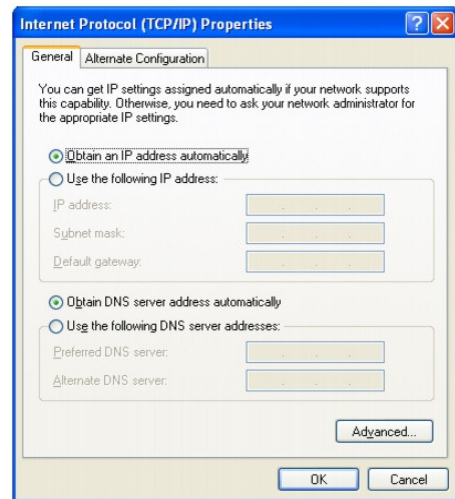 Internet Protocol (TCP/IP) Properties
General
Alternate Configuration
You can get IP settings assigned automatically if your network supports
this capability. Otherwise, you need to ask your network administrator for
the appropriate IP settings.
Obtain an IP address automatically
Use the following IP address:
IP address:
Subnet mask:
Default gateway:
Obtain DNS server address automatically
Use the following DNS server addresses:
Preferred DNS server:
Alternate DNS server:
Advanced...
OK
Cancel